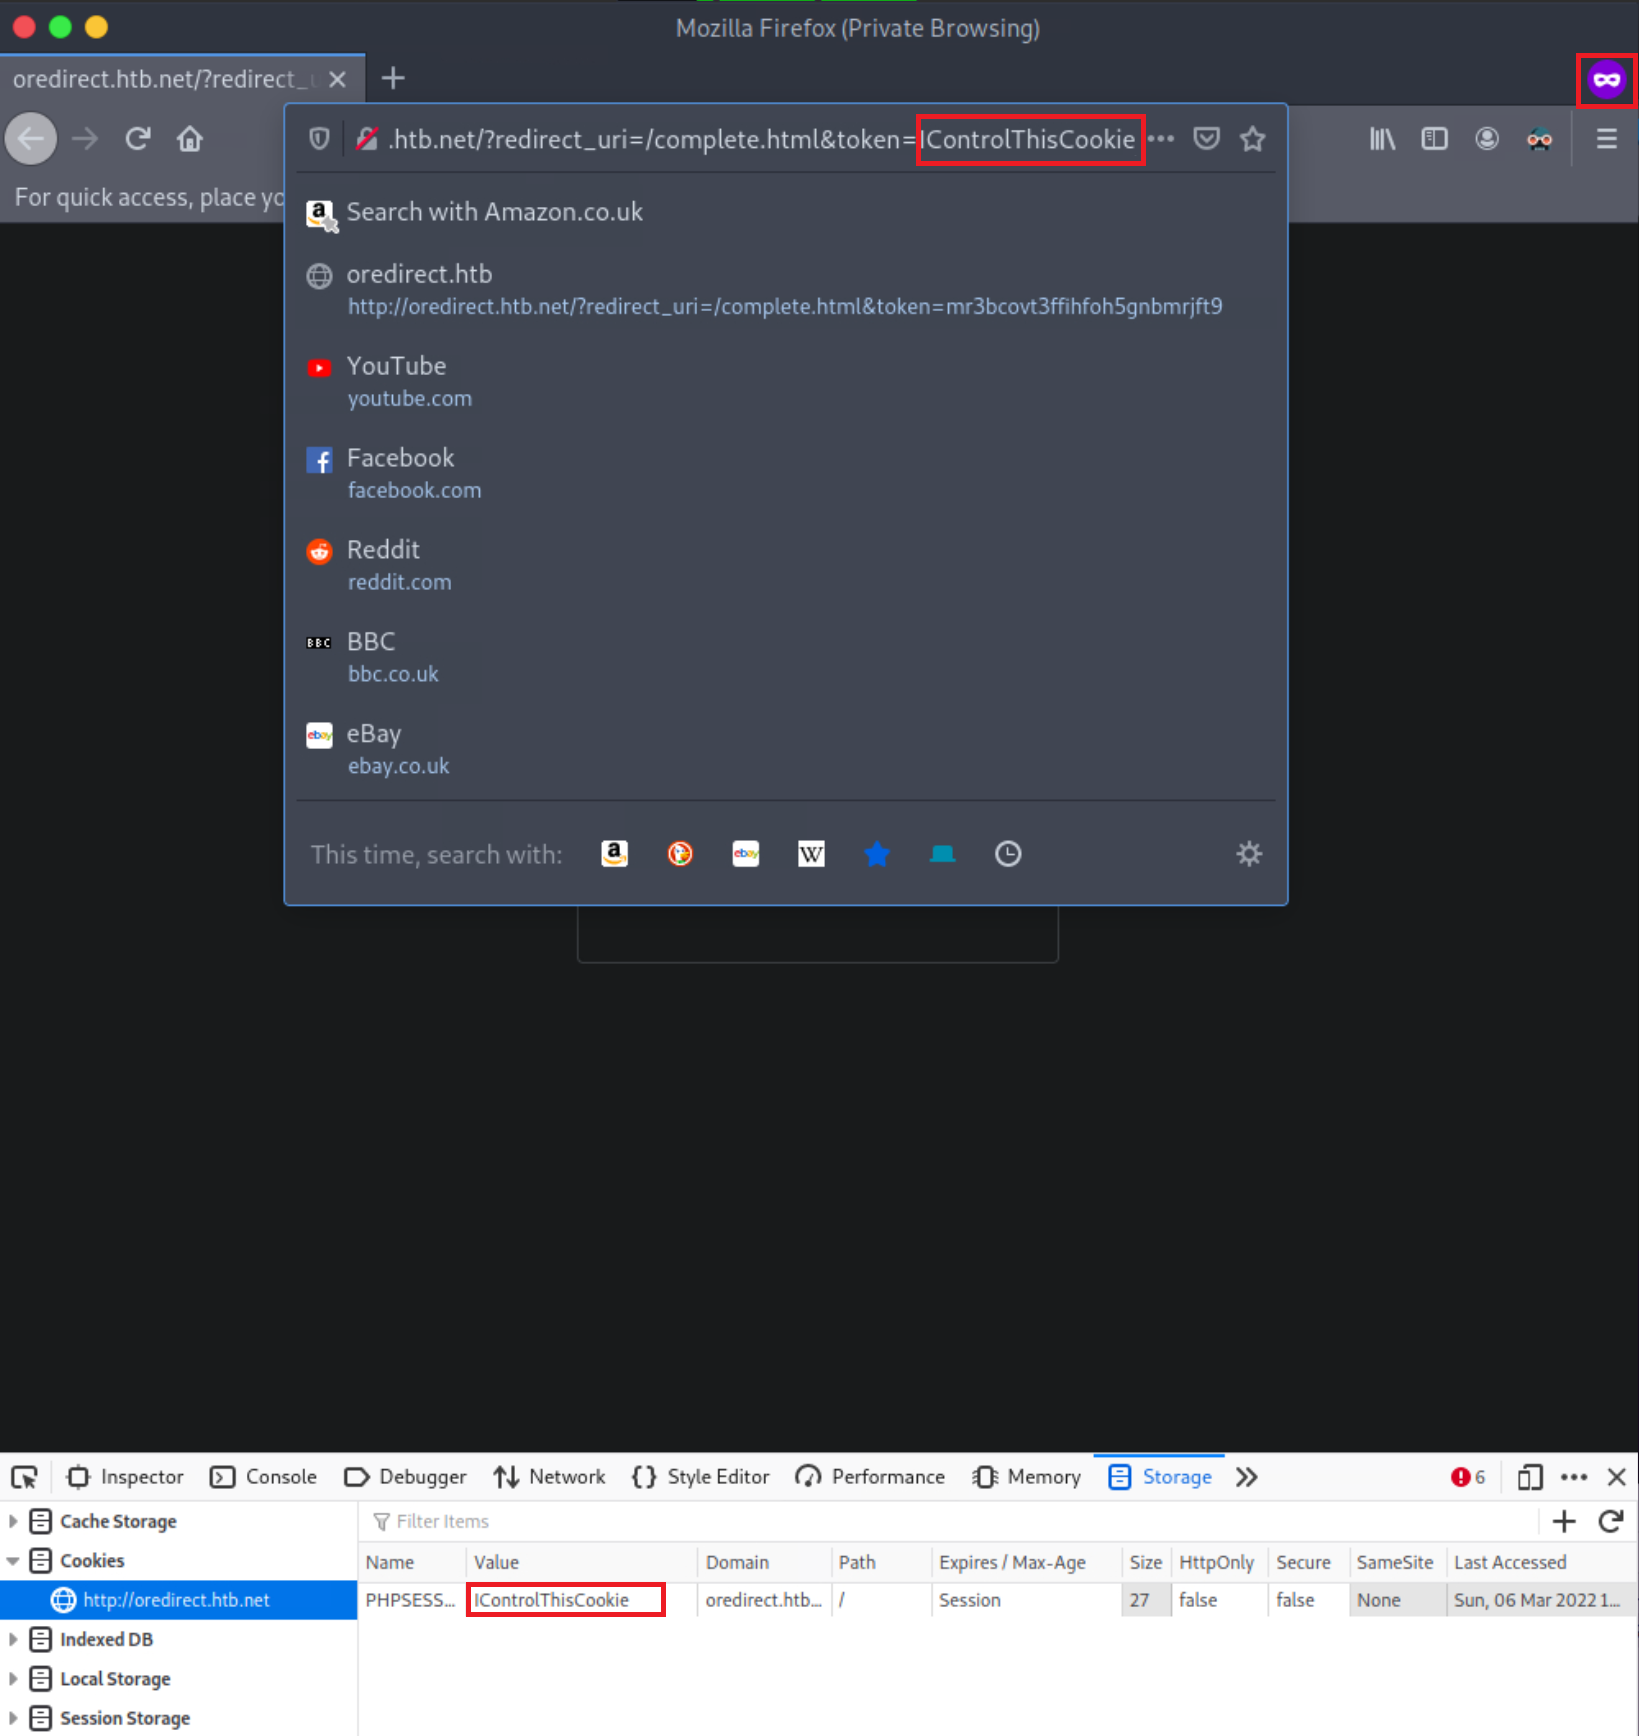 Mozilla Firefox (Private Browsing)
oredirect.htb.net/?redirect_u
.htb.net/?redirect_uri=/complete.html&token=IControlThisCookie
For quick access, place yo
Search with Amazon.co.uk
oredirect.htb
http://oredirect.htb.net/?redirect_uri=/complete.html&token=mr3bcovt3ffihfoh5gnbmrjft9
YouTube
youtube.com
Facebook
facebook.com
Reddit
reddit.com
BBC
BBC
bbc.co.uk
ebay
eBay
ebay.co.uk
This time, search with:
a
ebay
W
Inspector Console Debugger Network Style Editor Performance Memory Storage 6
Cache Storage
Filter Items
Cookies
Name Value Domain Path Expires / Max-Age Size HttpOnly Secure SameSite Last Accessed
http://oredirect.htb.net
PHPSESS... IControlThisCookie oredirect.htb... / Session 27 false false None Sun, 06 Mar 2022 1...
Indexed DB
Local Storage
Session Storage